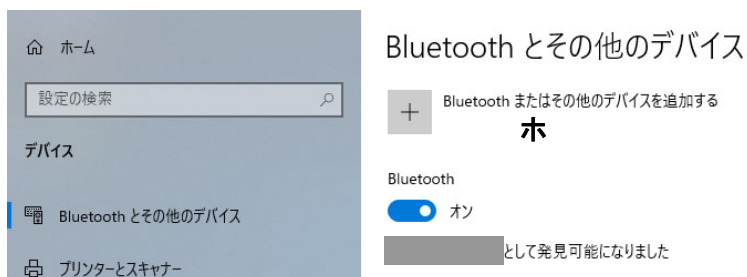 ホーム
設定の検索
デバイス
Bluetooth とその他のデバイス
プリンターとスキャナー
Bluetooth とその他のデバイス
Bluetooth またはその他のデバイスを追加する
ホ
Bluetooth
オン
として発見可能になりました